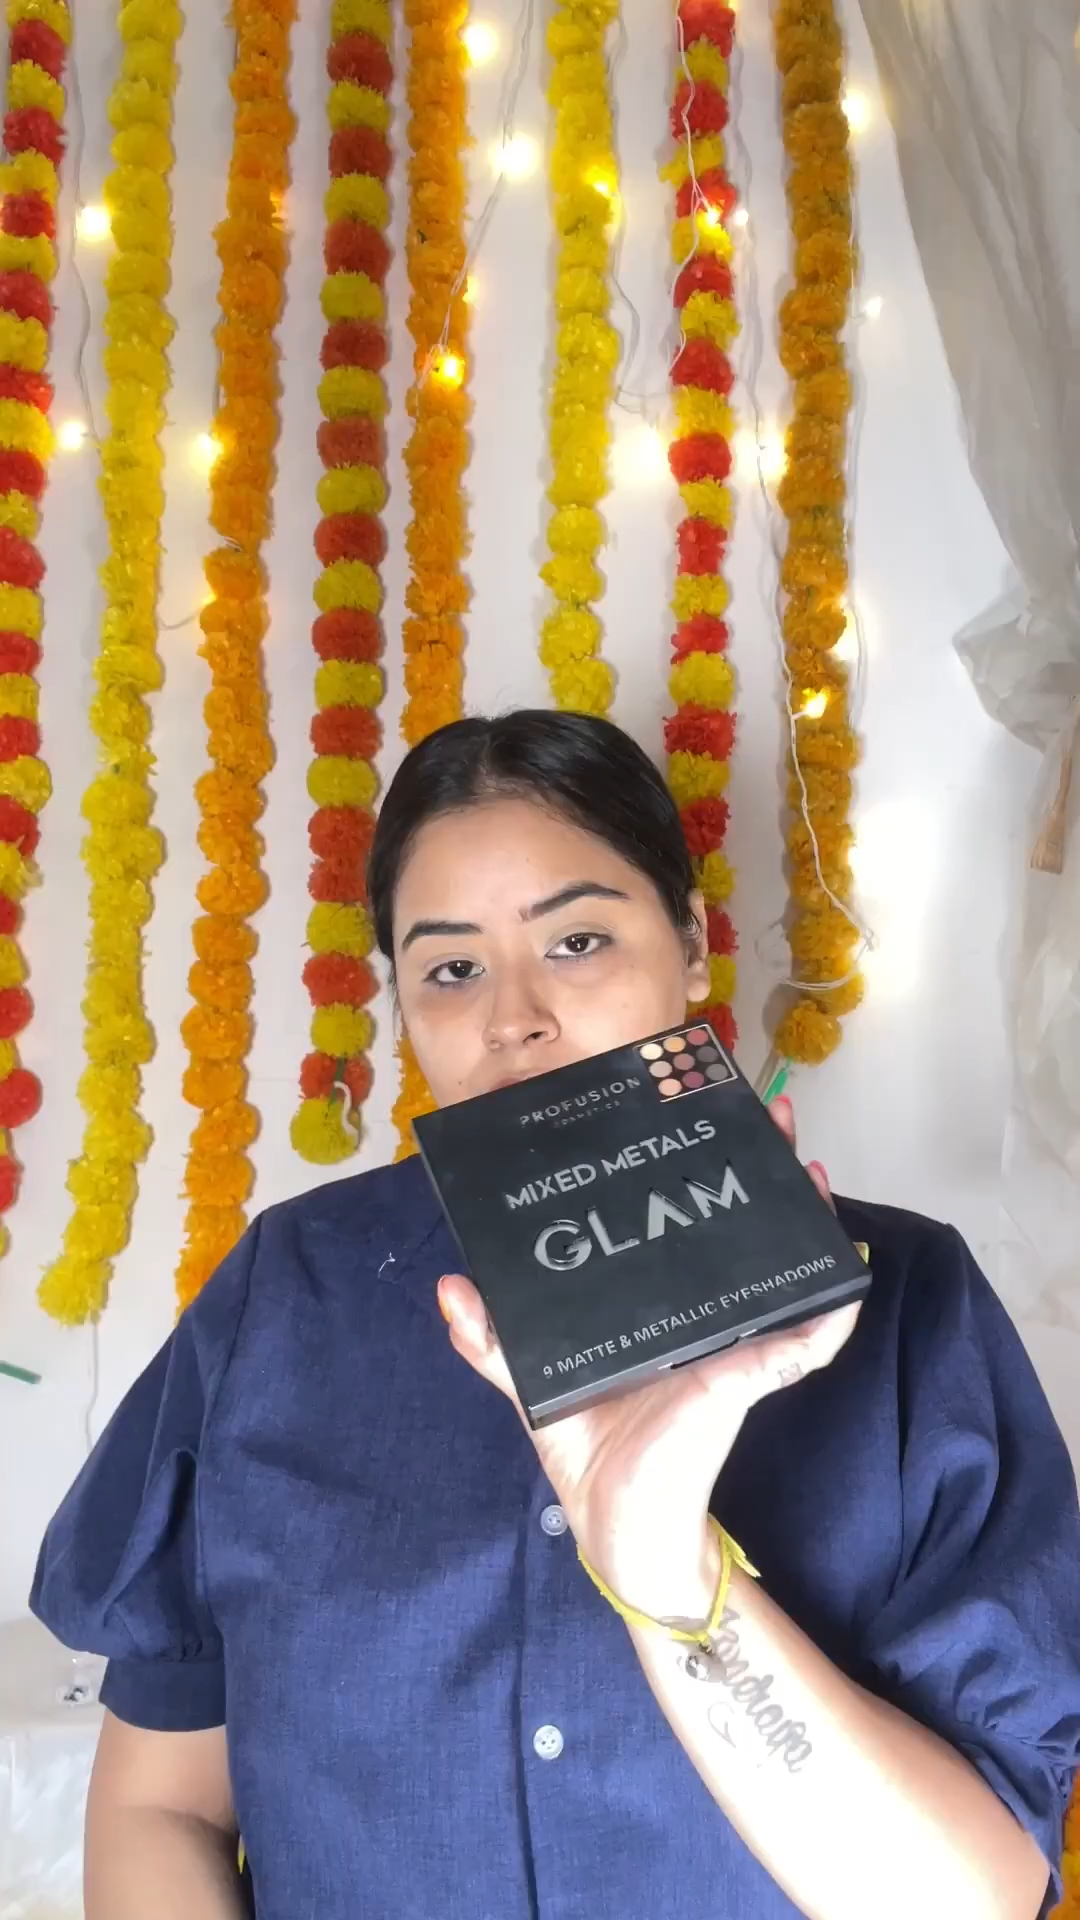 PROFUSION
COSMETICS
MIXED METALS
GLAM
9 MATTE & METALLIC EYESHADOWS